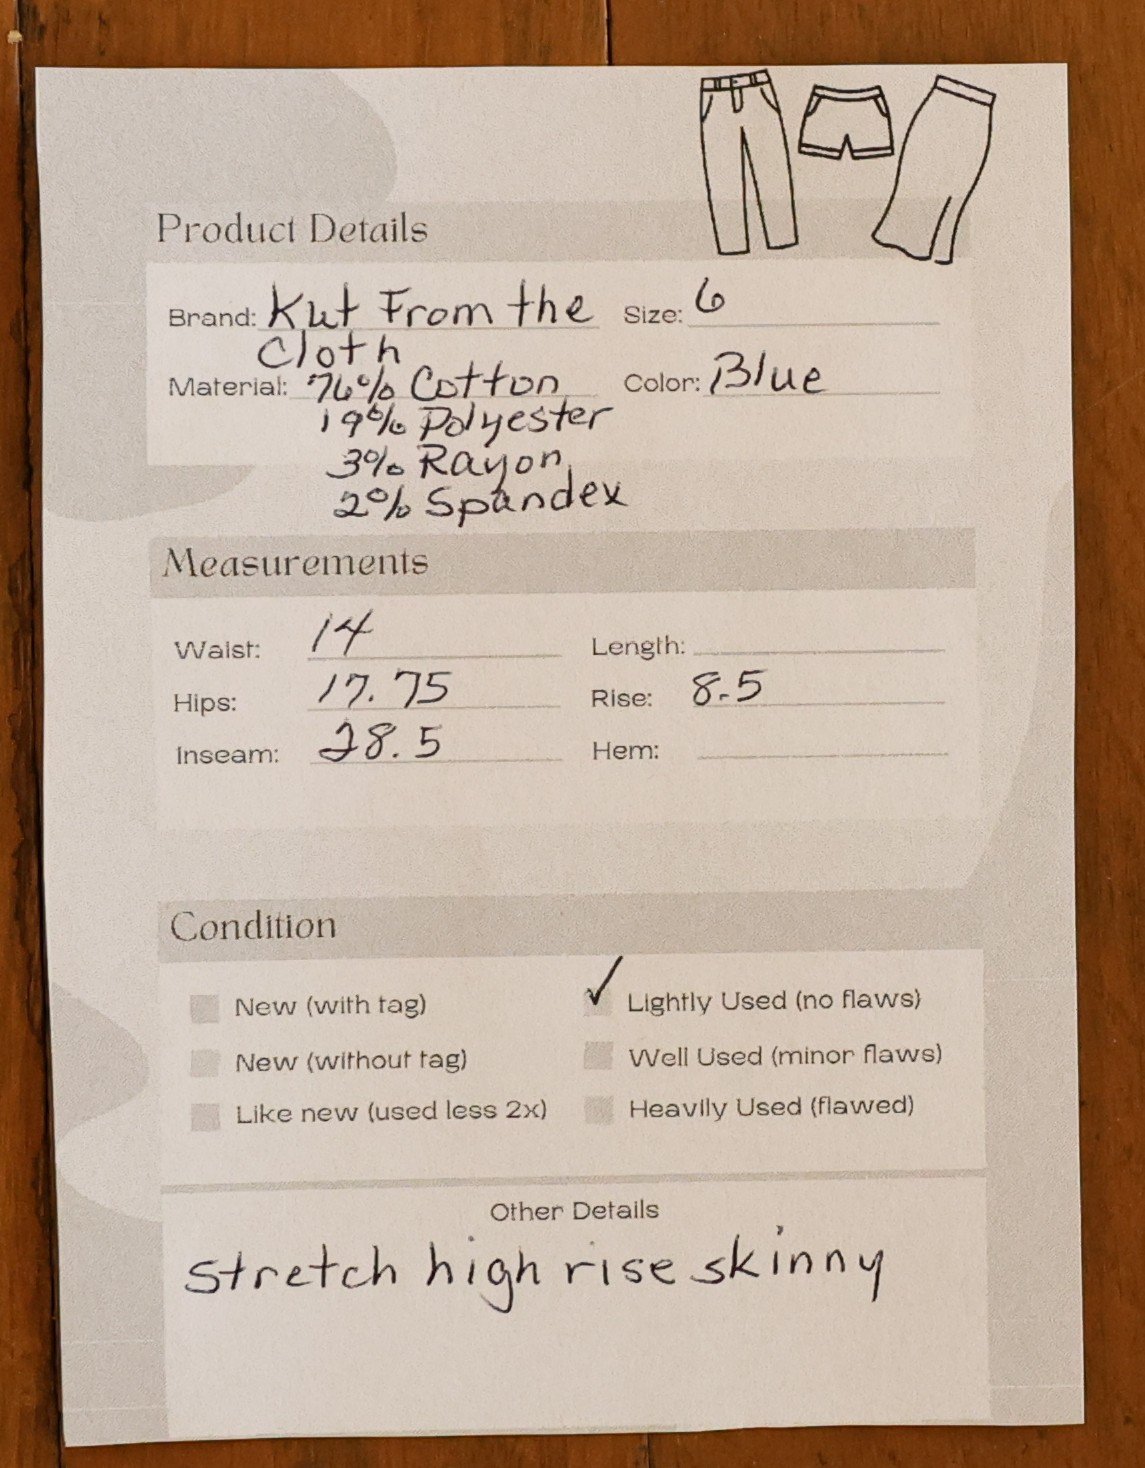 Product Details
Brand: Kut From the Size: 6
Cloth
Material: 76% Cotton Color: Blue
19% Polyester
3% Rayon
2% Spandex
Measurements
Waist: 14 Length:
Hips: 17.75 Rise: 8.5
Inseam: 28.5 Hem:
Condition
New (with tag) ✓ Lightly Used (no flaws)
New (without tag) Well Used (minor flaws)
Like new (used less 2x) Heavily Used (flawed)
Other Details
stretch high rise skinny